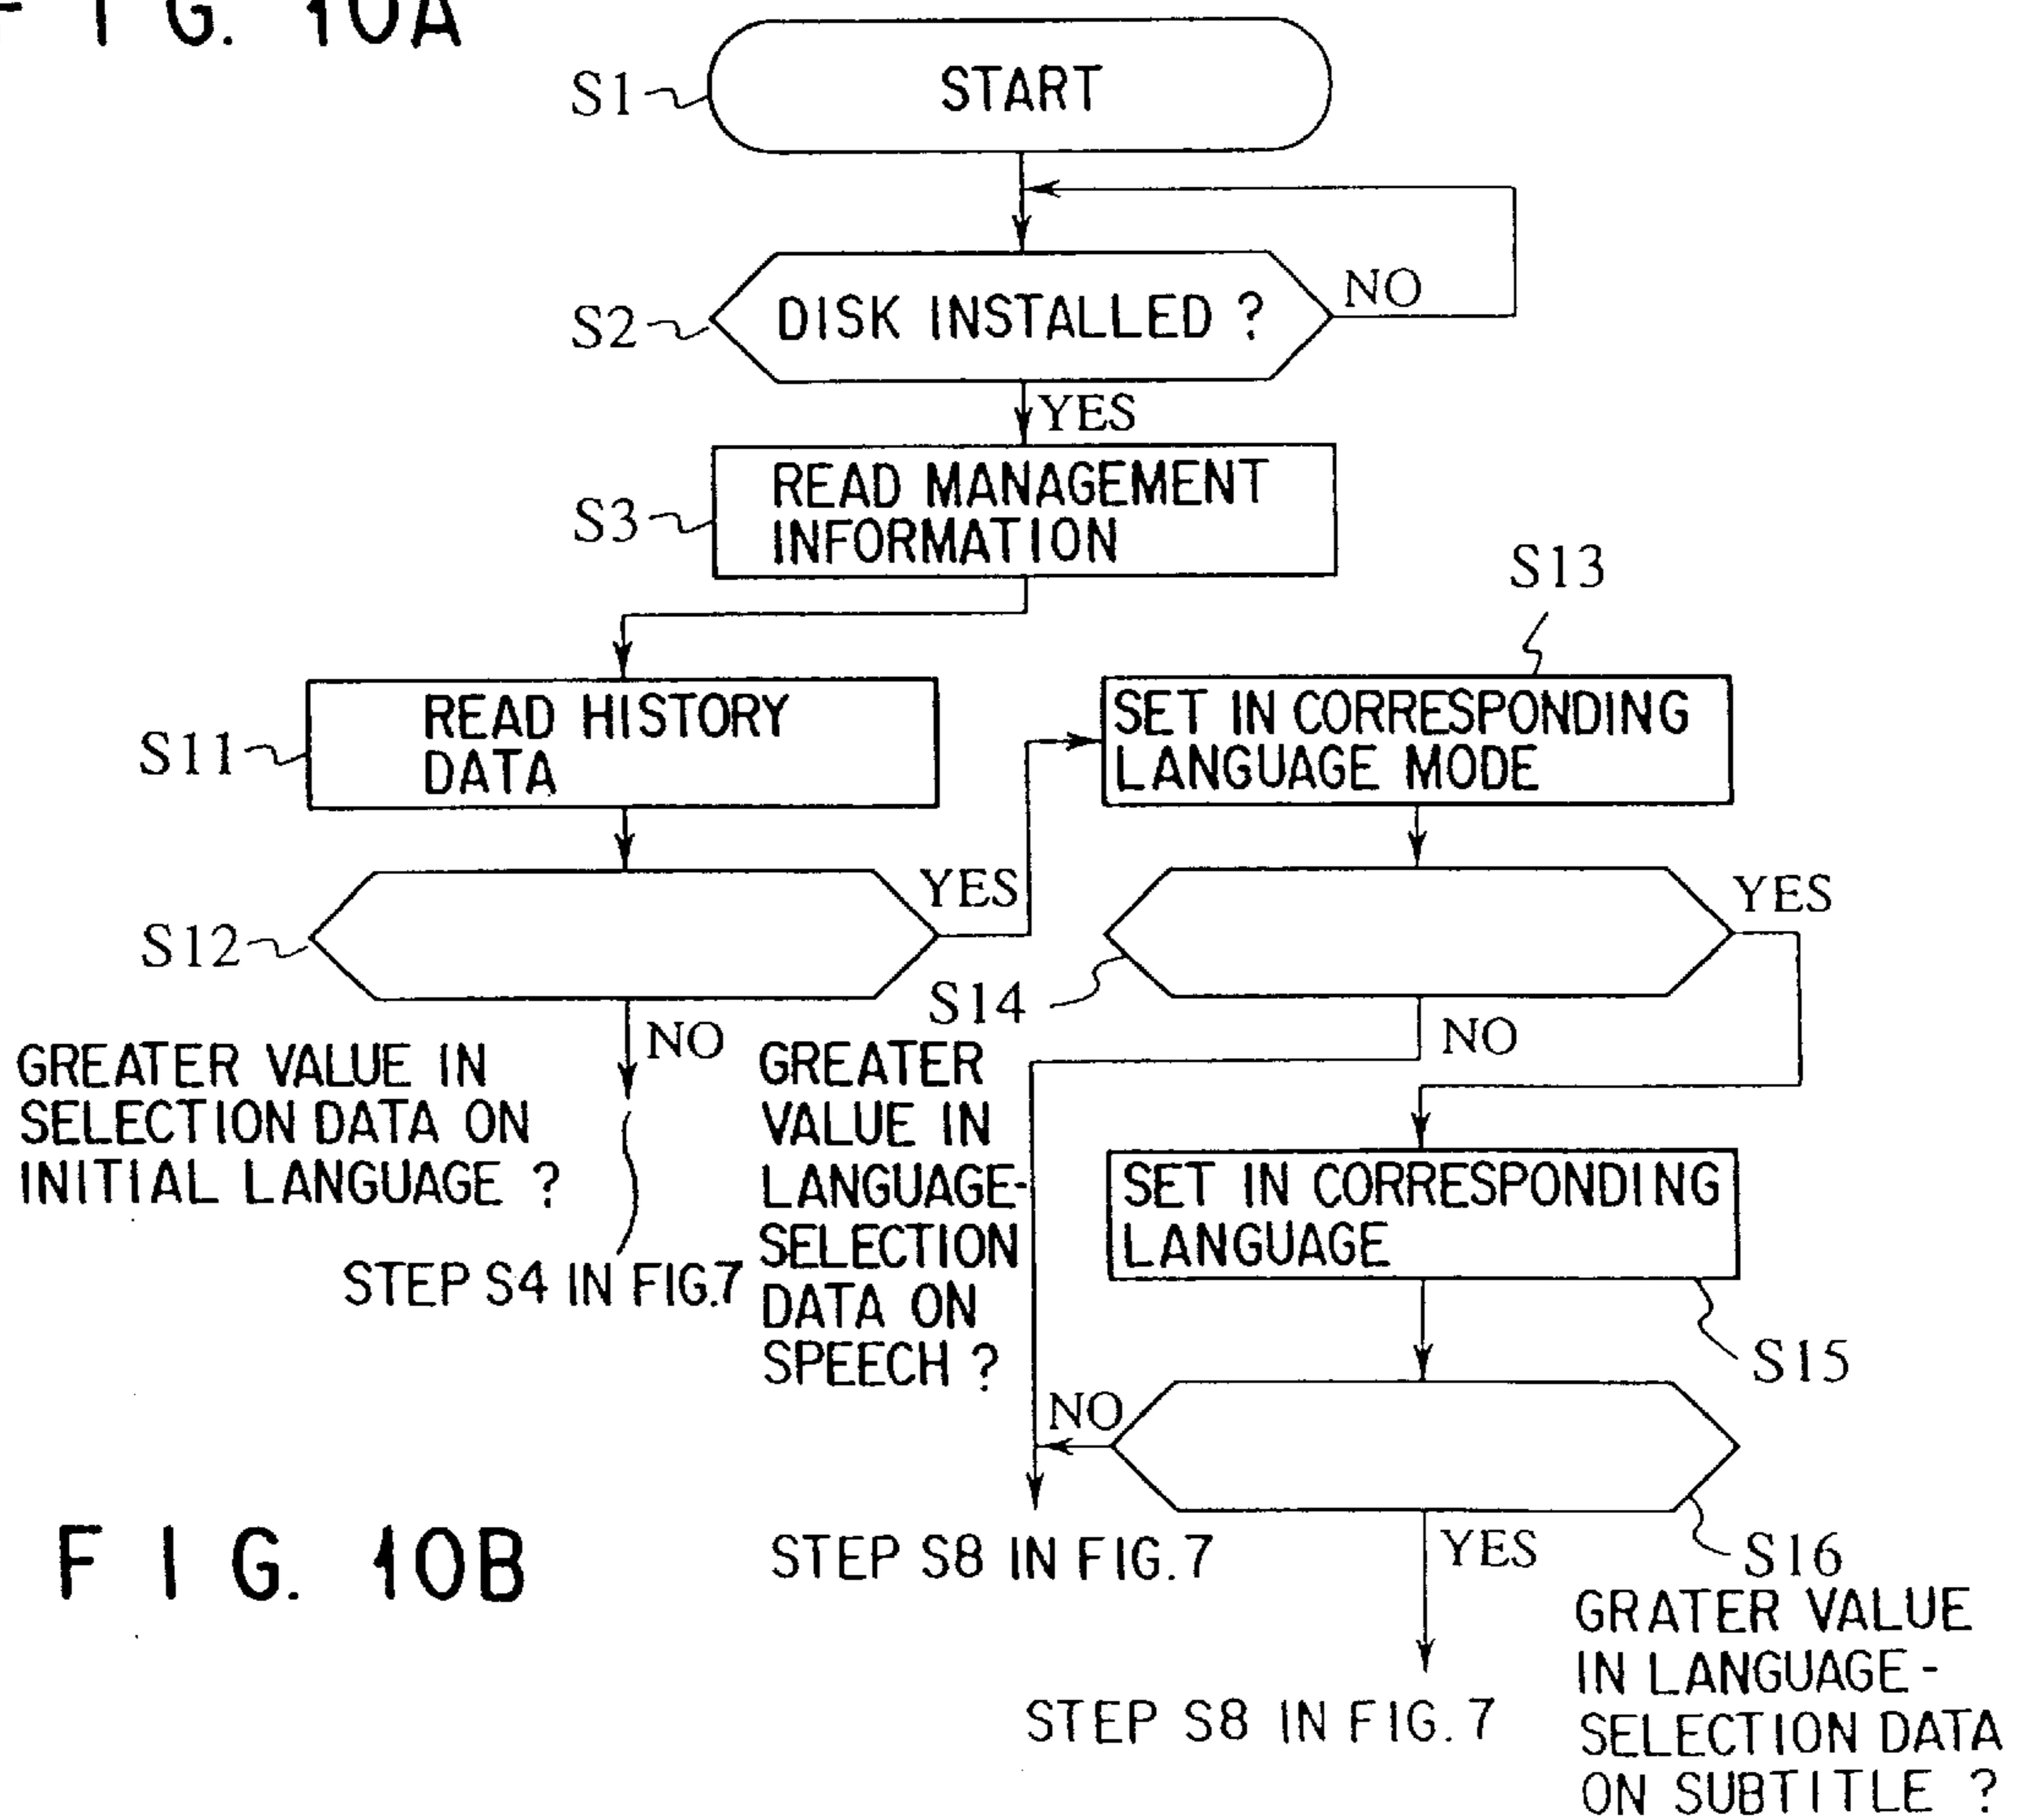 FIG. 10A
START
S1
DISK INSTALLED ?
NO
S2
YES
READ MANAGEMENT
INFORMATION
S3
S13
READ HISTORY
DATA
S11
SET IN CORRESPONDING
LANGUAGE MODE
YES
S12
NO
GREATER VALUE IN
SELECTION DATA ON
INITIAL LANGUAGE ?
STEP S4 IN FIG.7
YES
S14
NO
GREATER
VALUE IN
LANGUAGE-
SELECTION
DATA ON
SPEECH ?
SET IN CORRESPONDING
LANGUAGE
S15
NO
STEP S8 IN FIG. 7
YES
S16
GRATER VALUE
IN LANGUAGE-
SELECTION DATA
ON SUBTITLE ?
STEP S8 IN FIG. 7
FIG. 10B